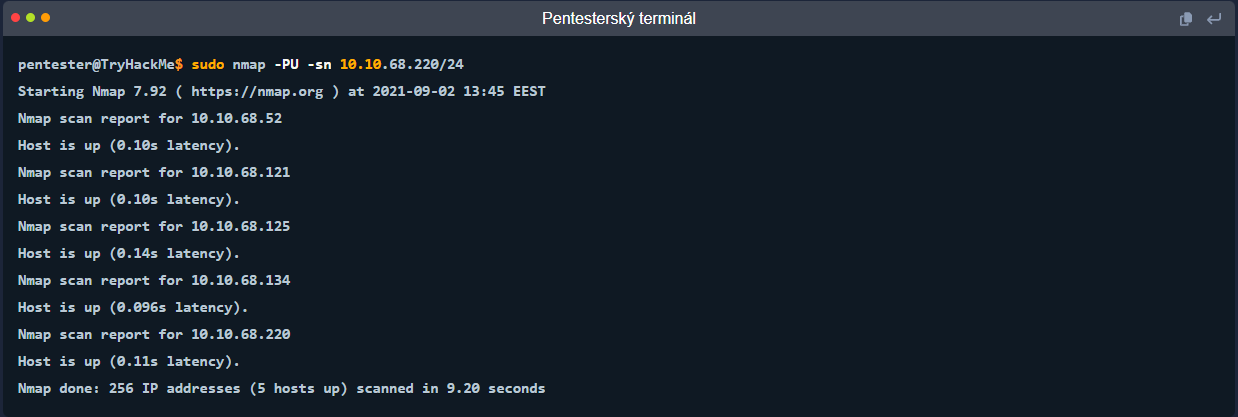 Pentesterský terminál
pentester@TryHackMe$ sudo nmap -PU -sn 10.10.68.220/24
Starting Nmap 7.92 ( https://nmap.org ) at 2021-09-02 13:45 EEST
Nmap scan report for 10.10.68.52
Host is up (0.10s latency).
Nmap scan report for 10.10.68.121
Host is up (0.10s latency).
Nmap scan report for 10.10.68.125
Host is up (0.14s latency).
Nmap scan report for 10.10.68.134
Host is up (0.096s latency).
Nmap scan report for 10.10.68.220
Host is up (0.11s latency).
Nmap done: 256 IP addresses (5 hosts up) scanned in 9.20 seconds